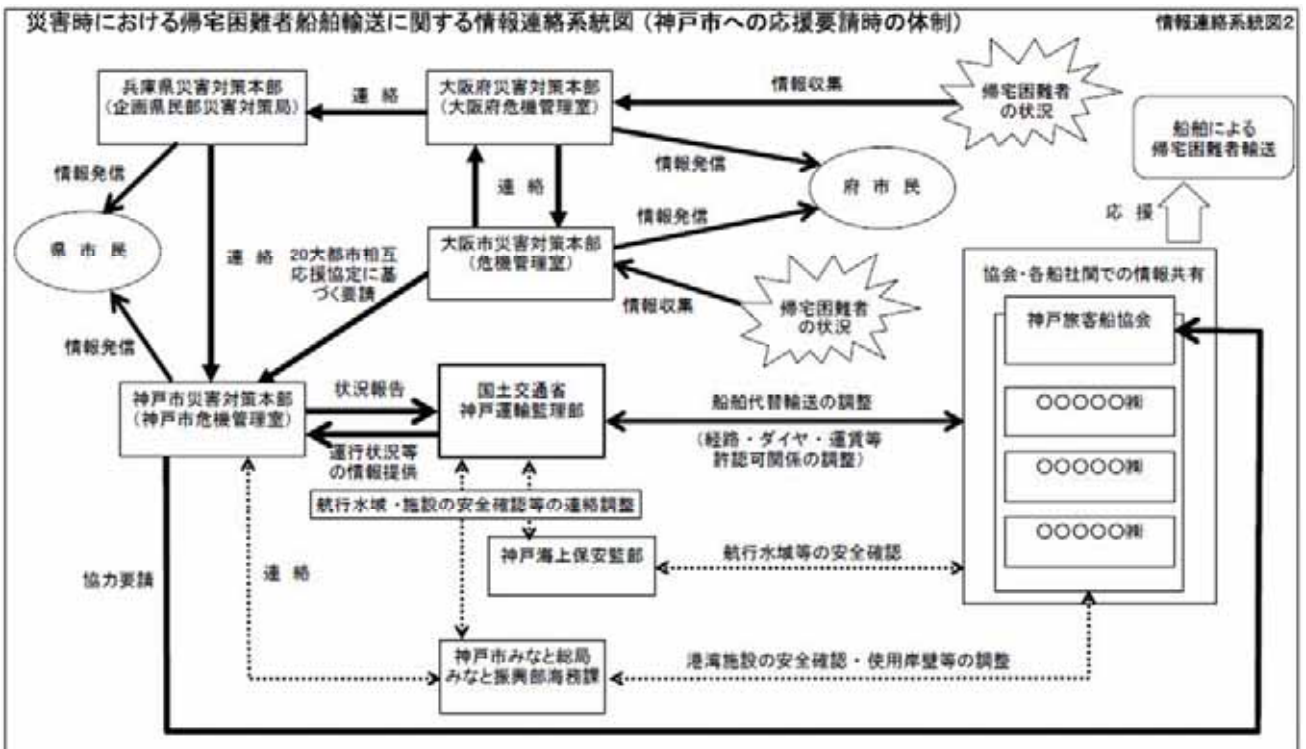 災害時における帰宅困難者船舶輸送に関する情報連絡系統図（神戸市への応援要請時の体制）
情報連絡系統図2
兵庫県災害対策本部
（企画県民部災害対策局）
連 絡
大阪府災害対策本部
（大阪府危機管理室）
情報収集
帰宅困難者
の状況
船舶による
帰宅困難者輸送
情報発信
連 絡
情報発信
府 市 民
応 援
県 市 民
連 絡
20大都市相互
応援協定に基
づく要請
大阪市災害対策本部
（危機管理室）
情報発信
情報収集
帰宅困難者
の状況
協会・各船社間での情報共有
神戸旅客船協会
〇〇〇〇〇㈱
〇〇〇〇〇㈱
〇〇〇〇〇㈱
情報発信
神戸市災害対策本部
（神戸市危機管理室）
状況報告
運行状況等
の情報提供
国土交通省
神戸運輸監理部
船舶代替輸送の調整
（経路・ダイヤ・運賃等
許認可関係の調整）
航行水域・施設の安全確認等の連絡調整
神戸海上保安監部
航行水域等の安全確認
協力要請
連 絡
神戸市みなと総局
みなと振興部海務課
港湾施設の安全確認・使用岸壁等の調整